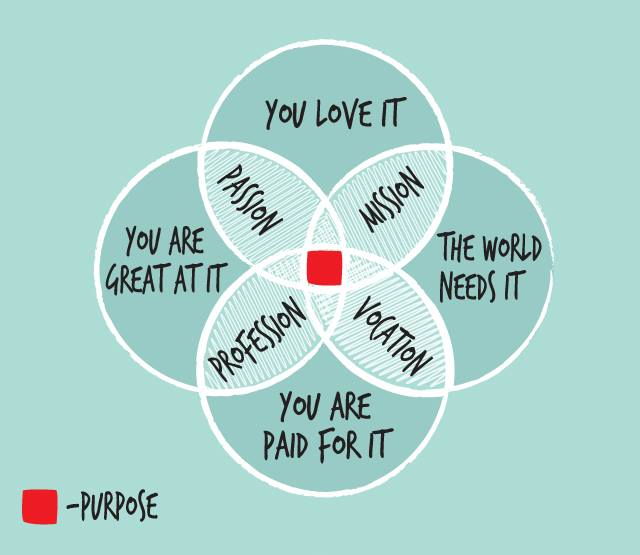 YOU LOVE IT
PASSION
MISSION
YOU ARE
GREAT AT IT
THE WORLD
NEEDS IT
PROFESSION
VOCATION
YOU ARE
PAID FOR IT
-PURPOSE